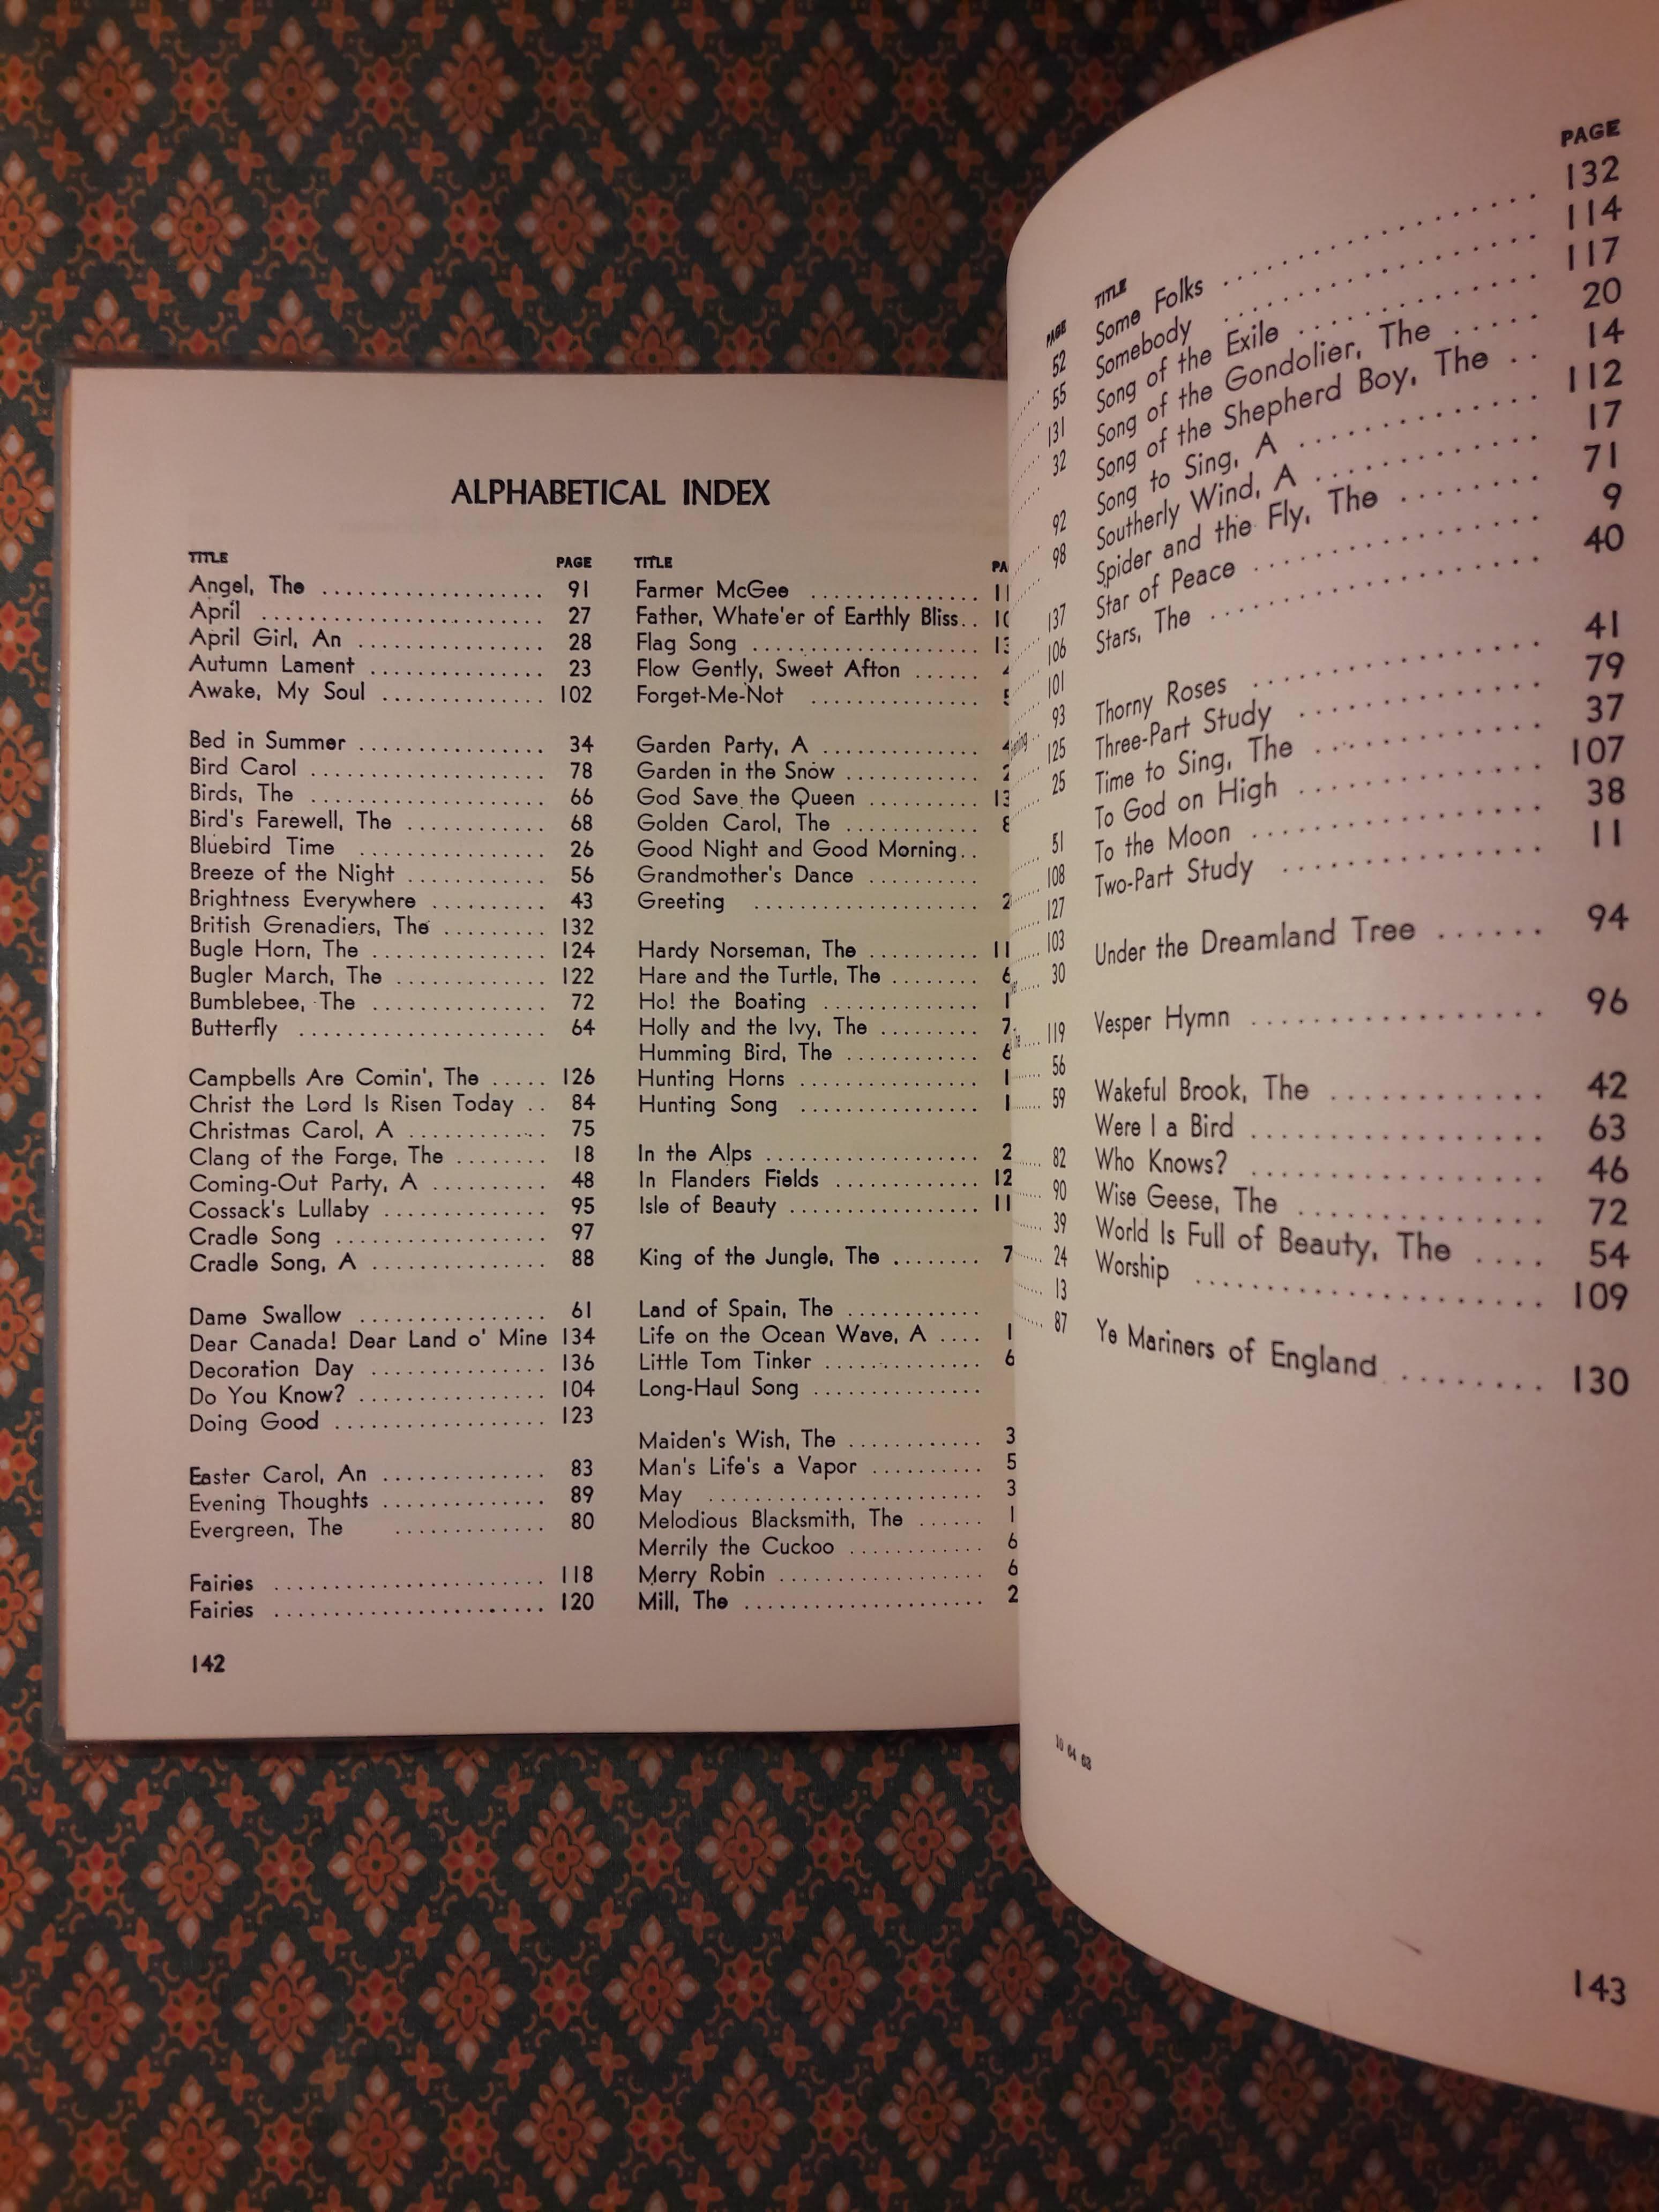 ALPHABETICAL INDEX
TITLE PAGE
Angel, The .................... 91
April ......................... 27
April Girl, An ................. 28
Autumn Lament ............... 23
Awake, My Soul .............. 102
Bed in Summer ................ 34
Bird Carol ..................... 78
Birds, The ..................... 66
Bird's Farewell, The ............ 68
Bluebird Time ................ 26
Breeze of the Night ............ 56
Brightness Everywhere .......... 43
British Grenadiers, The ......... 132
Bugle Horn, The ............... 124
Bugler March, The ............. 122
Bumblebee, The ............... 72
Butterfly ...................... 64
Campbells Are Comin', The ..... 126
Christ the Lord Is Risen Today .. 84
Christmas Carol, A ............ 75
Clang of the Forge, The ........ 18
Coming-Out Party, A .......... 48
Cossack's Lullaby .............. 95
Cradle Song ................... 97
Cradle Song, A ................ 88
Dame Swallow ................ 61
Dear Canada! Dear Land o' Mine 134
Decoration Day ............... 136
Do You Know? ................ 104
Doing Good .................. 123
Easter Carol, An .............. 83
Evening Thoughts .............. 89
Evergreen, The ............. 80
Fairies ........................ 118
Fairies ........................ 120
142
TITLE
Farmer McGee ...............
Father, Whate'er of Earthly Bliss..
Flag Song ....................
Flow Gently, Sweet Afton ......
Forget-Me-Not ...............
Garden Party, A ..............
Garden in the Snow ............
God Save the Queen ..........
Golden Carol, The ............
Good Night and Good Morning..
Grandmother's Dance ..........
Greeting ....................
Hardy Norseman, The ..........
Hare and the Turtle, The ........
Ho! the Boating ..............
Holly and the Ivy, The .........
Humming Bird, The ............
Hunting Horns ................
Hunting Song ................
In the Alps ...................
In Flanders Fields .............
Isle of Beauty .................
King of the Jungle, The ........
Land of Spain, The ............
Life on the Ocean Wave, A ....
Little Tom Tinker ..............
Long-Haul Song ...............
Maiden's Wish, The ............
Man's Life's a Vapor ..........
May ........................
Melodious Blacksmith, The ......
Merrily the Cuckoo ............
Merry Robin ..................
Mill, The .....................
PAGE
52
55
131
32
92
98
137
106
101
93
125
25
51
108
127
103
30
119
56
59
82
90
39
24
13
87
TITLE PAGE
Some Folks .................... 132
Somebody .................... 114
Song of the Exile .............. 117
Song of the Gondolier, The ..... 20
Song of the Shepherd Boy, The .. 14
Song to Sing, A .............. 112
Southerly Wind, A ............ 17
Spider and the Fly, The ........ 71
Star of Peace ................. 9
Stars, The .................... 40
Thorny Roses ................. 41
Three-Part Study .............. 79
Time to Sing, The ............. 37
To God on High .............. 107
To the Moon ................. 38
Two-Part Study ............... 11
Under the Dreamland Tree ...... 94
Vesper Hymn ................. 96
Wakeful Brook, The ............ 42
Were I a Bird ................. 63
Who Knows? ................. 46
Wise Geese, The .............. 72
World Is Full of Beauty, The .... 54
Worship ..................... 109
Ye Mariners of England ........ 130
10 64 63
143